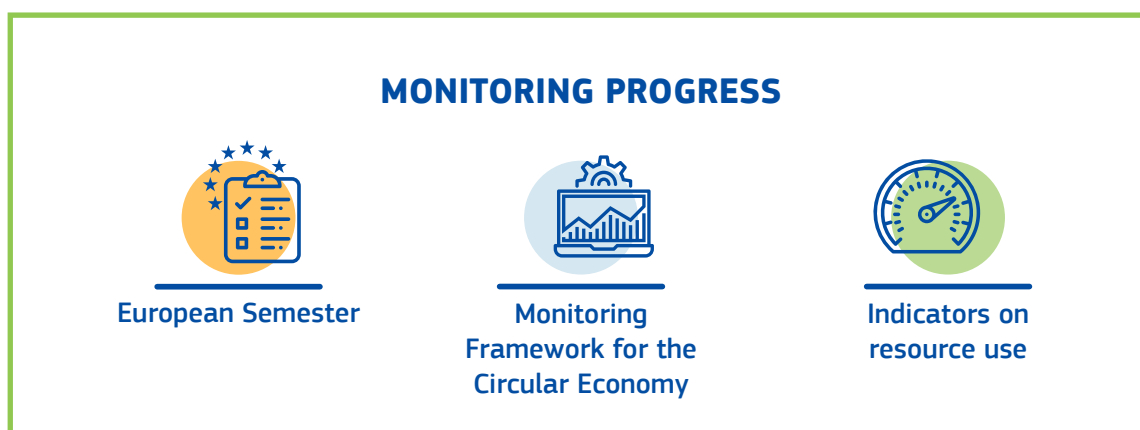 MONITORING PROGRESS
European Semester
Monitoring
Framework for the
Circular Economy
Indicators on
resource use